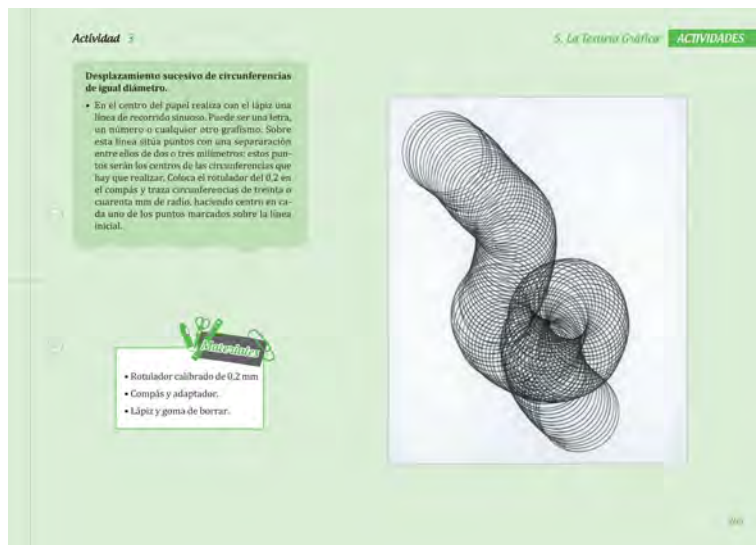 Actividad 3
5. La Textura Gráfica ACTIVIDADES
Desplazamiento sucesivo de circunferencias
de igual diámetro.
• En el centro del papel realiza con el lápiz una
línea de recorrido sinuoso. Puede ser una letra,
un número o cualquier otro grafismo. Sobre
esta línea sitúa puntos con una separaración
entre ellos de dos o tres milímetros: estos pun-
tos serán los centros de las circunferencias que
hay que realizar. Coloca el rotulador del 0,2 en
el compás y traza circunferencias de treinta o
cuarenta mm de radio, haciendo centro en ca-
da uno de los puntos marcados sobre la línea
inicial.
Materiales
• Rotulador calibrado de 0,2 mm
• Compás y adaptador.
• Lápiz y goma de borrar.